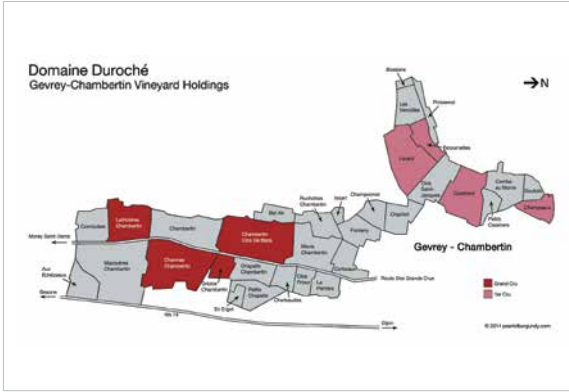 Domaine Duroché
Gevrey-Chambertin Vineyard Holdings
N
Les
Verroilles
Poissenot
Estournelles
Lavaut
Clos
Saint-
Jacques
Cazetiers
Combe
au Moine
Goulots
Champeaux
Petits
Cazetiers
Champonnet
Ruchottes
Chambertin
Issart
Craipillot
Fonteny
Bel Air
Latricières
Chambertin
Combottes
Chambertin
Chambertin
Clos De Bèze
Mazis
Chambertin
Corbeaux
Gevrey - Chambertin
Morey Saint-Denis
Mazoyères
Chambertin
Charmes
Chambertin
Griotte
Chambertin
Chapelle
Chambertin
Clos
Prieur
La
Perrière
Route Des Grands Crus
Aux
Echézeaux
Petite
Chapelle
Cherbaudes
En Ergot
Beaune
RN 74
Dijon
Grand Cru
1er Cru
© 2011 pearlofburgundy.com